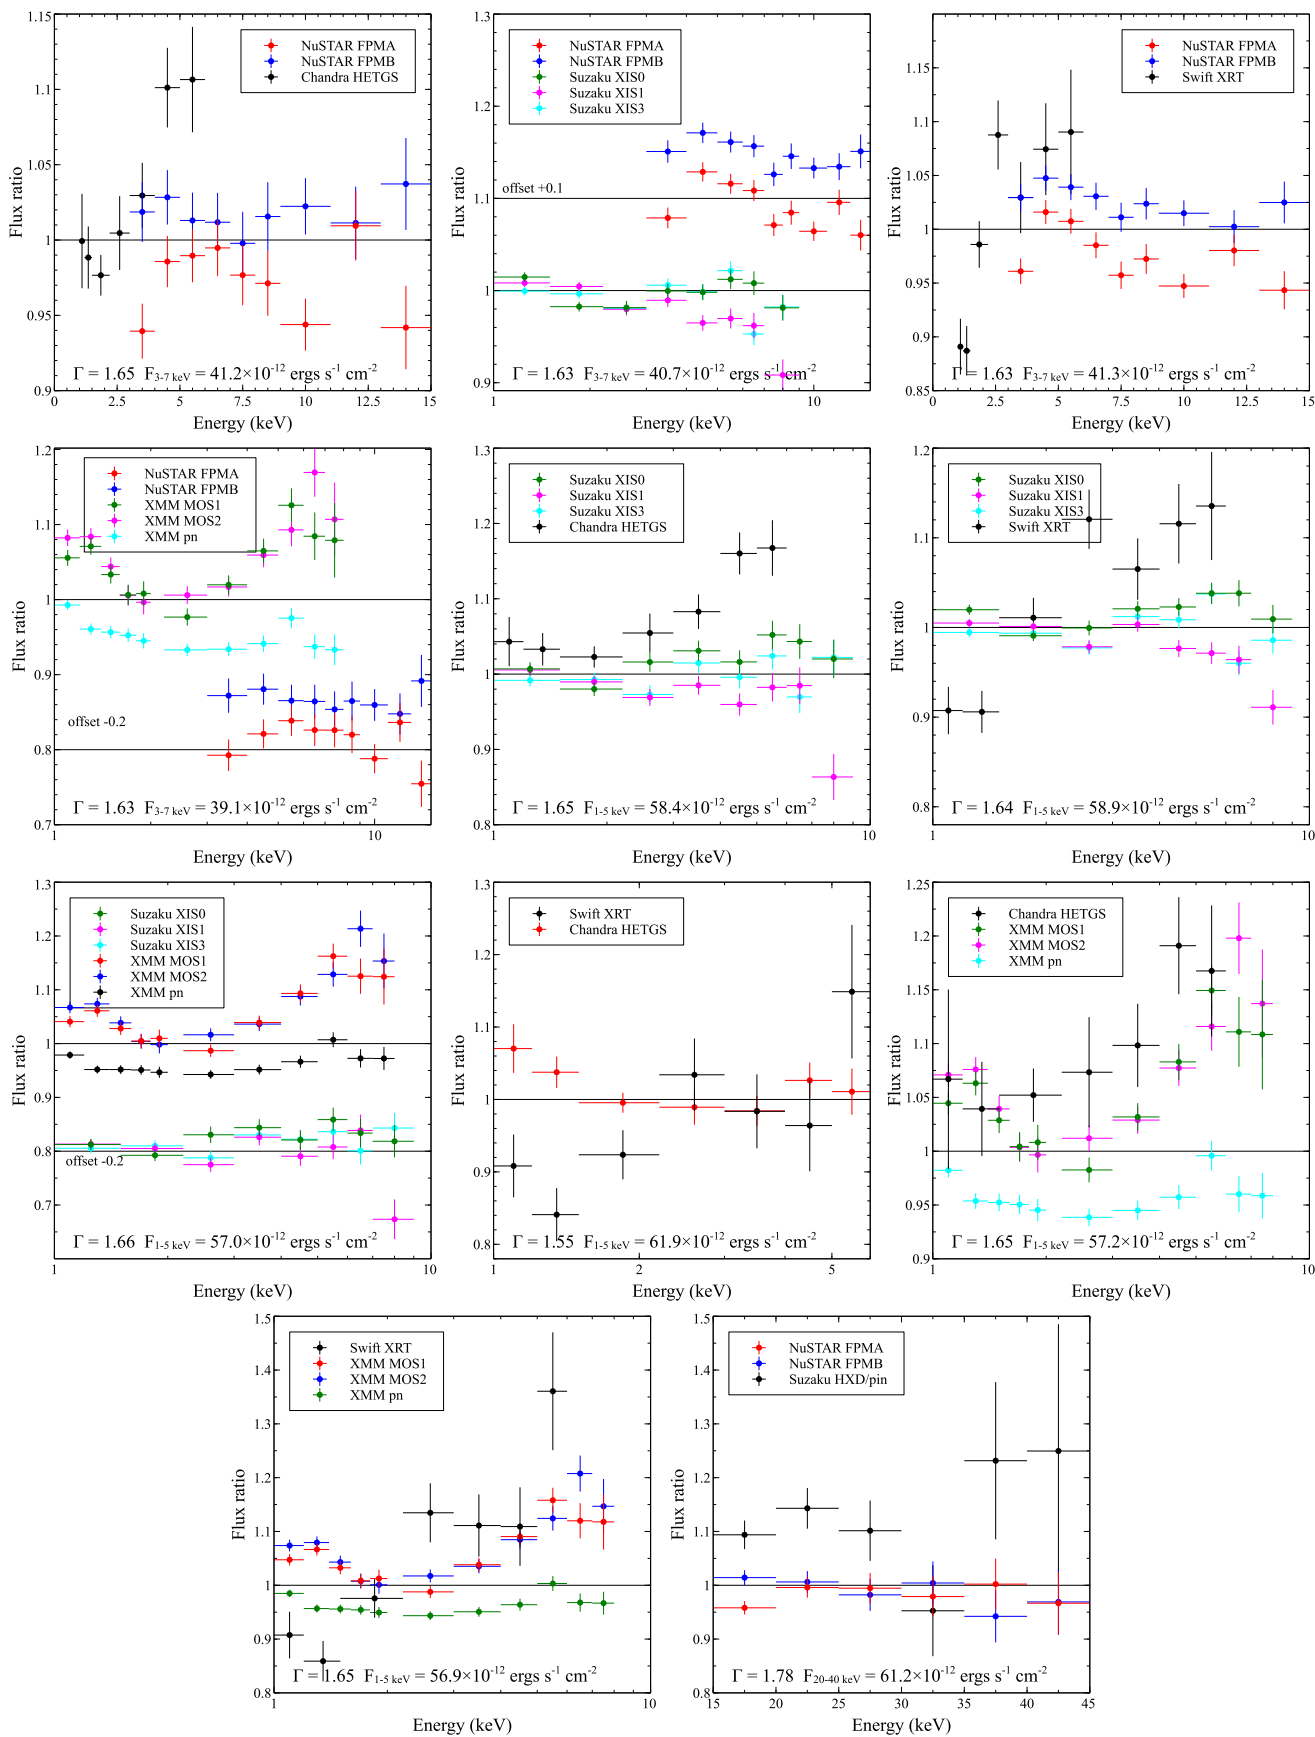 1.15
1.1
1.05
1
0.95
0.9
0 2.5 5 7.5 10 12.5 15
Flux ratio
Energy (keV)
NuSTAR FPMA
NuSTAR FPMB
Chandra HETGS
Γ = 1.65 F3-7 keV = 41.2×10-12 ergs s-1 cm-2
1.3
1.2
1.1
1
0.9
1 10
Flux ratio
Energy (keV)
NuSTAR FPMA
NuSTAR FPMB
Suzaku XIS0
Suzaku XIS1
Suzaku XIS3
offset +0.1
Γ = 1.63 F3-7 keV = 40.7×10-12 ergs s-1 cm-2
1.15
1.1
1.05
1
0.95
0.9
0.85
0 2.5 5 7.5 10 12.5 15
Flux ratio
Energy (keV)
NuSTAR FPMA
NuSTAR FPMB
Swift XRT
Γ = 1.63 F3-7 keV = 41.3×10-12 ergs s-1 cm-2
1.2
1.1
1
0.9
0.8
0.7
1 10
Flux ratio
Energy (keV)
NuSTAR FPMA
NuSTAR FPMB
XMM MOS1
XMM MOS2
XMM pn
offset -0.2
Γ = 1.63 F3-7 keV = 39.1×10-12 ergs s-1 cm-2
1.3
1.2
1.1
1
0.9
0.8
1 10
Flux ratio
Energy (keV)
Suzaku XIS0
Suzaku XIS1
Suzaku XIS3
Chandra HETGS
Γ = 1.65 F1-5 keV = 58.4×10-12 ergs s-1 cm-2
1.2
1.1
1
0.9
0.8
1 10
Flux ratio
Energy (keV)
Suzaku XIS0
Suzaku XIS1
Suzaku XIS3
Swift XRT
Γ = 1.64 F1-5 keV = 58.9×10-12 ergs s-1 cm-2
1.3
1.2
1.1
1
0.9
0.8
0.7
1 10
Flux ratio
Energy (keV)
Suzaku XIS0
Suzaku XIS1
Suzaku XIS3
XMM MOS1
XMM MOS2
XMM pn
offset -0.2
Γ = 1.66 F1-5 keV = 57.0×10-12 ergs s-1 cm-2
1.3
1.2
1.1
1
0.9
0.8
1 2 5
Flux ratio
Energy (keV)
Swift XRT
Chandra HETGS
Γ = 1.55 F1-5 keV = 61.9×10-12 ergs s-1 cm-2
1.25
1.2
1.15
1.1
1.05
1
0.95
0.9
1 10
Flux ratio
Energy (keV)
Chandra HETGS
XMM MOS1
XMM MOS2
XMM pn
Γ = 1.65 F1-5 keV = 57.2×10-12 ergs s-1 cm-2
1.5
1.4
1.3
1.2
1.1
1
0.9
0.8
1 10
Flux ratio
Energy (keV)
Swift XRT
XMM MOS1
XMM MOS2
XMM pn
Γ = 1.65 F1-5 keV = 56.9×10-12 ergs s-1 cm-2
1.5
1.4
1.3
1.2
1.1
1
0.9
0.8
15 20 25 30 35 40 45
Flux ratio
Energy (keV)
NuSTAR FPMA
NuSTAR FPMB
Suzaku HXD/pin
Γ = 1.78 F20-40 keV = 61.2×10-12 ergs s-1 cm-2